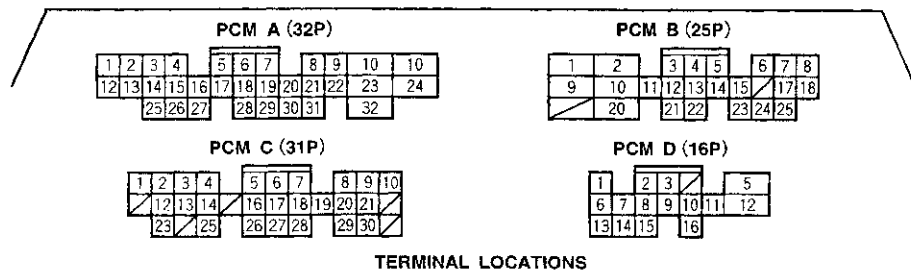 PCM A (32P) PCM B (25P)
1 2 3 4 5 6 7 8 9 10 10 1 2 3 4 5 6 7 8
12 13 14 15 16 17 18 19 20 21 22 23 24 9 10 11 12 13 14 15 17 18
25 26 27 28 29 30 31 32 20 21 22 23 24 25
PCM C (31P) PCM D (16P)
1 2 3 4 5 6 7 8 9 10 1 2 3 5
12 13 14 16 17 18 19 20 21 6 7 8 9 10 11 12
23 25 26 27 28 29 30 13 14 15 16
TERMINAL LOCATIONS